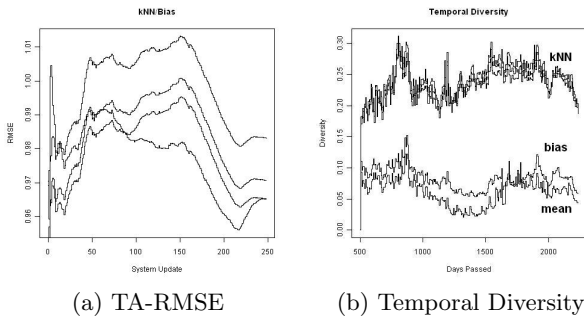 kNN/Bias
RMSE
1.01
1.00
0.99
0.98
0.97
0.96
0
50
100
150
200
250
System Update
(a) TA-RMSE
Temporal Diversity
Diversity
0.30
0.25
0.20
0.15
0.10
0.05
0.00
kNN
bias
mean
500
1000
1500
2000
Days Passed
(b) Temporal Diversity